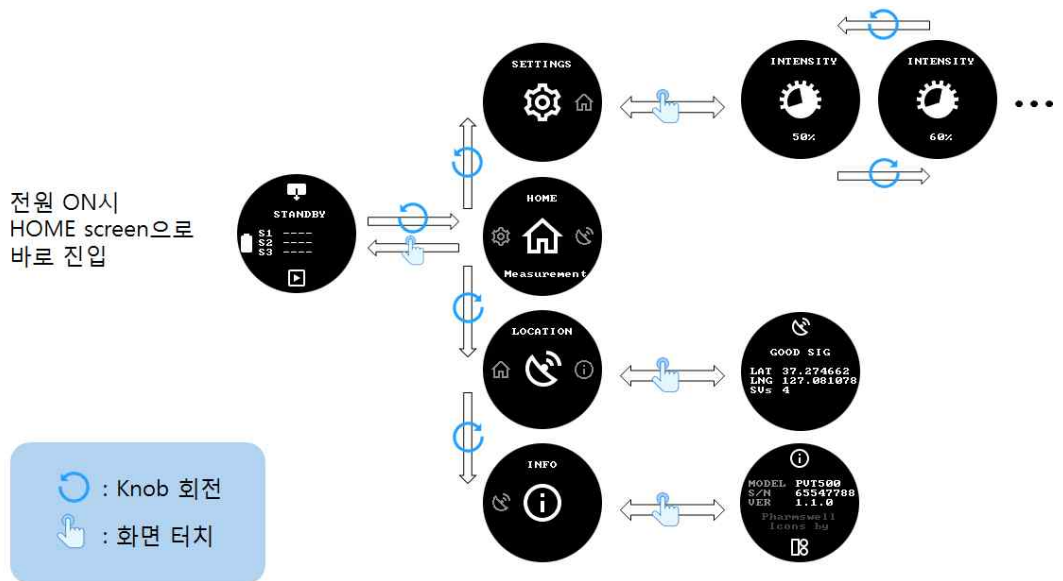 전원 ON시
HOME screen으로
바로 진입
STANDBY
S1 ----
S2 ----
S3 ----
SETTINGS
INTENSITY
50%
INTENSITY
60%
•••
HOME
Measurement
LOCATION
GOOD SIG
LAT 37.274662
LNG 127.081078
SVs 4
INFO
MODEL PVT500
S/N 65547788
VER 1.1.0
Pharmswell
Icons by
: Knob 회전
: 화면 터치